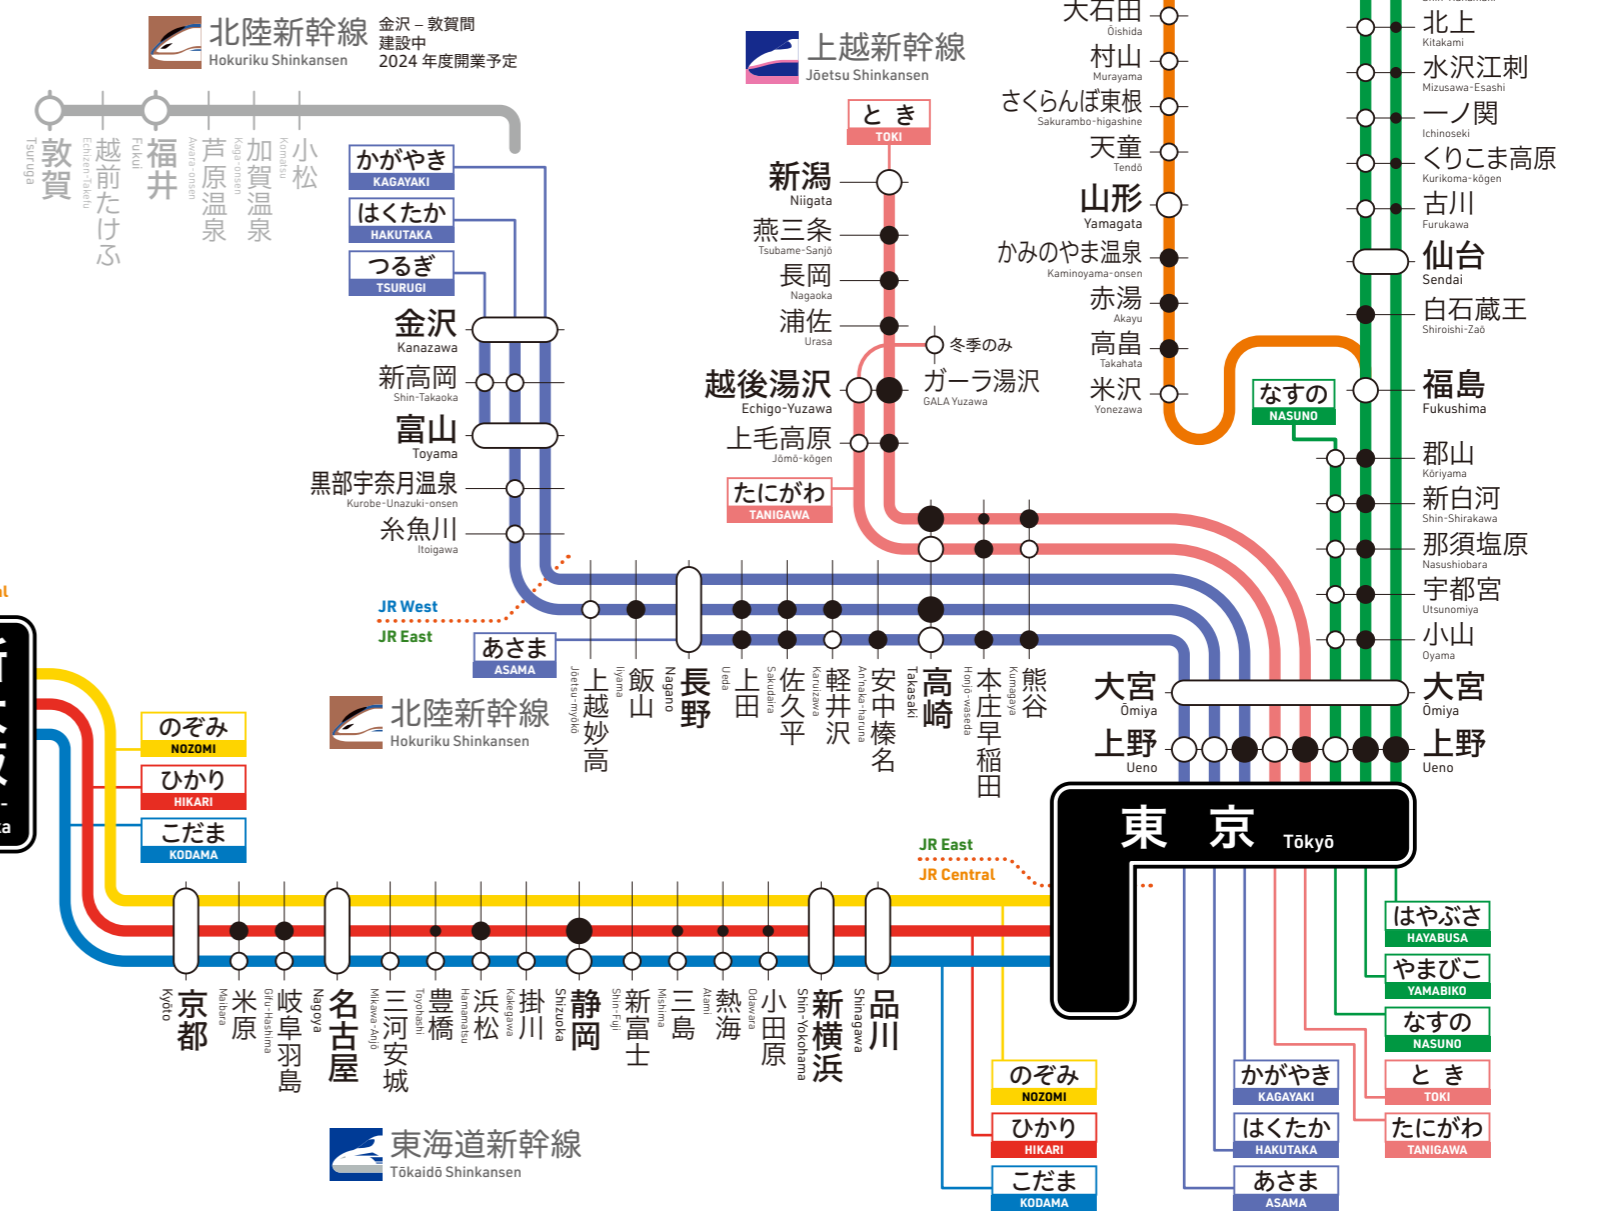 北陸新幹線
Hokuriku Shinkansen
金沢 – 敦賀間
建設中
2024 年度開業予定
敦賀
Tsuruga
越前たけふ
Echizen-Takefu
福井
Fukui
芦原温泉
Awara-onsen
加賀温泉
Kaga-onsen
小松
Komatsu
かがやき
KAGAYAKI
はくたか
HAKUTAKA
つるぎ
TSURUGI
金沢
Kanazawa
新高岡
Shin-Takaoka
富山
Toyama
黒部宇奈月温泉
Kurobe-Unazuki-onsen
糸魚川
Itoigawa
JR West
JR East
あさま
ASAMA
上越新幹線
Jōetsu Shinkansen
とき
TOKI
新潟
Niigata
燕三条
Tsubame-Sanjō
長岡
Nagaoka
浦佐
Urasa
冬季のみ
ガーラ湯沢
GALA Yuzawa
越後湯沢
Echigo-Yuzawa
上毛高原
Jōmō-kōgen
たにがわ
TANIGAWA
大石田
Ōishida
村山
Murayama
さくらんぼ東根
Sakurambo-higashine
天童
Tendō
山形
Yamagata
かみのやま温泉
Kaminoyama-onsen
赤湯
Akayu
高畠
Takahata
米沢
Yonezawa
北上
Kitakami
水沢江刺
Mizusawa-Esashi
一ノ関
Ichinoseki
くりこま高原
Kurikoma-kōgen
古川
Furukawa
仙台
Sendai
白石蔵王
Shiroishi-Zaō
なすの
NASUNO
福島
Fukushima
郡山
Kōriyama
新白河
Shin-Shirakawa
那須塩原
Nasushiobara
宇都宮
Utsunomiya
小山
Oyama
上越妙高
Jōetsu-myōkō
飯山
Iiyama
長野
Nagano
上田
Ueda
佐久平
Sakudaira
軽井沢
Karuizawa
安中榛名
An'naka-haruna
高崎
Takasaki
本庄早稲田
Honjō-waseda
熊谷
Kumagaya
大宮
Ōmiya
大宮
Ōmiya
上野
Ueno
上野
Ueno
東京
Tōkyō
北陸新幹線
Hokuriku Shinkansen
のぞみ
NOZOMI
ひかり
HIKARI
こだま
KODAMA
JR East
JR Central
京都
Kyōto
米原
Maibara
岐阜羽島
Gifu-Hashima
名古屋
Nagoya
三河安城
Mikawa-Anjō
豊橋
Toyohashi
浜松
Hamamatsu
掛川
Kakegawa
静岡
Shizuoka
新富士
Shin-Fuji
三島
Mishima
熱海
Atami
小田原
Odawara
新横浜
Shin-Yokohama
品川
Shinagawa
東海道新幹線
Tōkaidō Shinkansen
のぞみ
NOZOMI
ひかり
HIKARI
こだま
KODAMA
かがやき
KAGAYAKI
はくたか
HAKUTAKA
あさま
ASAMA
はやぶさ
HAYABUSA
やまびこ
YAMABIKO
なすの
NASUNO
とき
TOKI
たにがわ
TANIGAWA